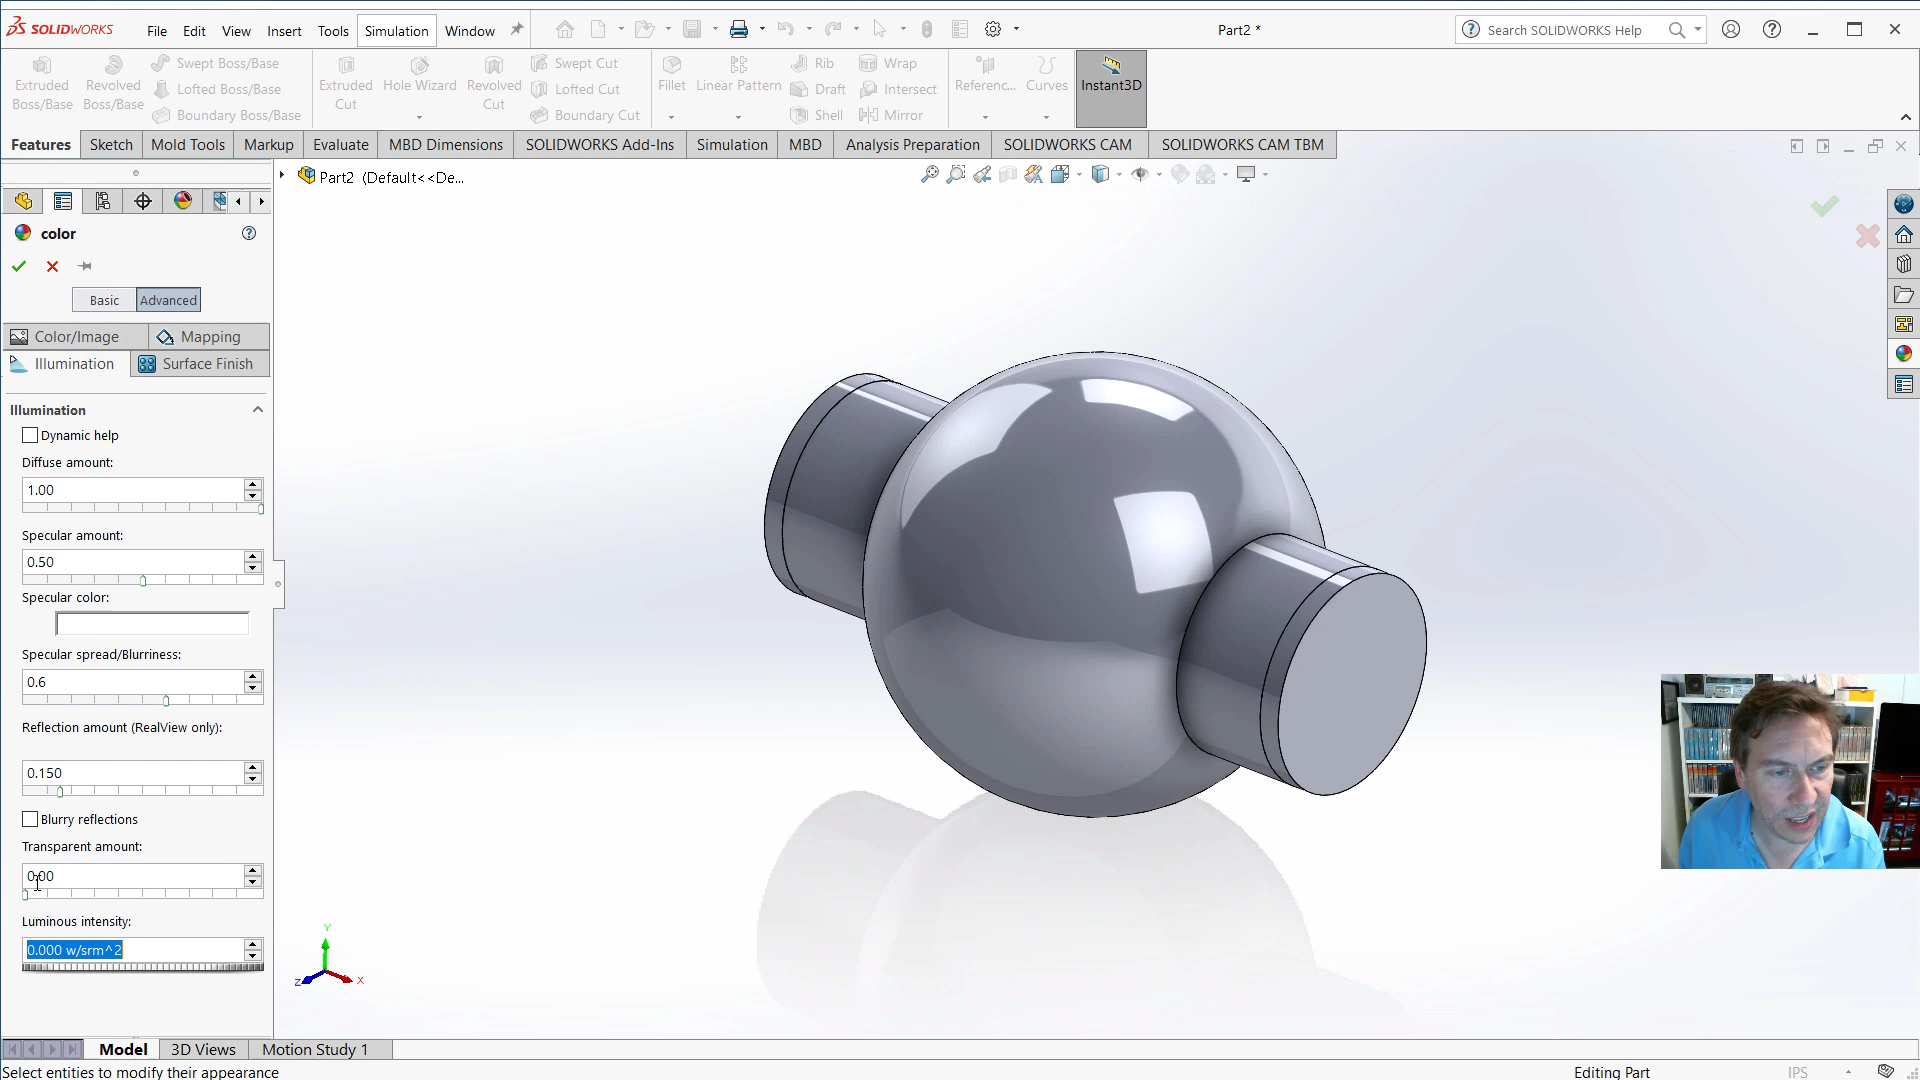 SOLIDWORKS
File Edit View Insert Tools Simulation Window
Part2 *
Search SOLIDWORKS Help
Extruded Boss/Base
Revolved Boss/Base
Swept Boss/Base
Lofted Boss/Base
Boundary Boss/Base
Extruded Cut
Hole Wizard
Revolved Cut
Swept Cut
Lofted Cut
Boundary Cut
Fillet
Linear Pattern
Rib
Draft
Shell
Wrap
Intersect
Mirror
Referenc...
Curves
Instant3D
Features Sketch Mold Tools Markup Evaluate MBD Dimensions SOLIDWORKS Add-Ins Simulation MBD Analysis Preparation SOLIDWORKS CAM SOLIDWORKS CAM TBM
Part2 (Default<<De...
color
Basic Advanced
Color/Image Mapping
Illumination Surface Finish
Illumination
Dynamic help
Diffuse amount:
1.00
Specular amount:
0.50
Specular color:
Specular spread/Blurriness:
0.6
Reflection amount (RealView only):
0.150
Blurry reflections
Transparent amount:
0.00
Luminous intensity:
0.000 w/srm^2
Y
Z X
Model 3D Views Motion Study 1
Select entities to modify their appearance
Editing Part
IPS